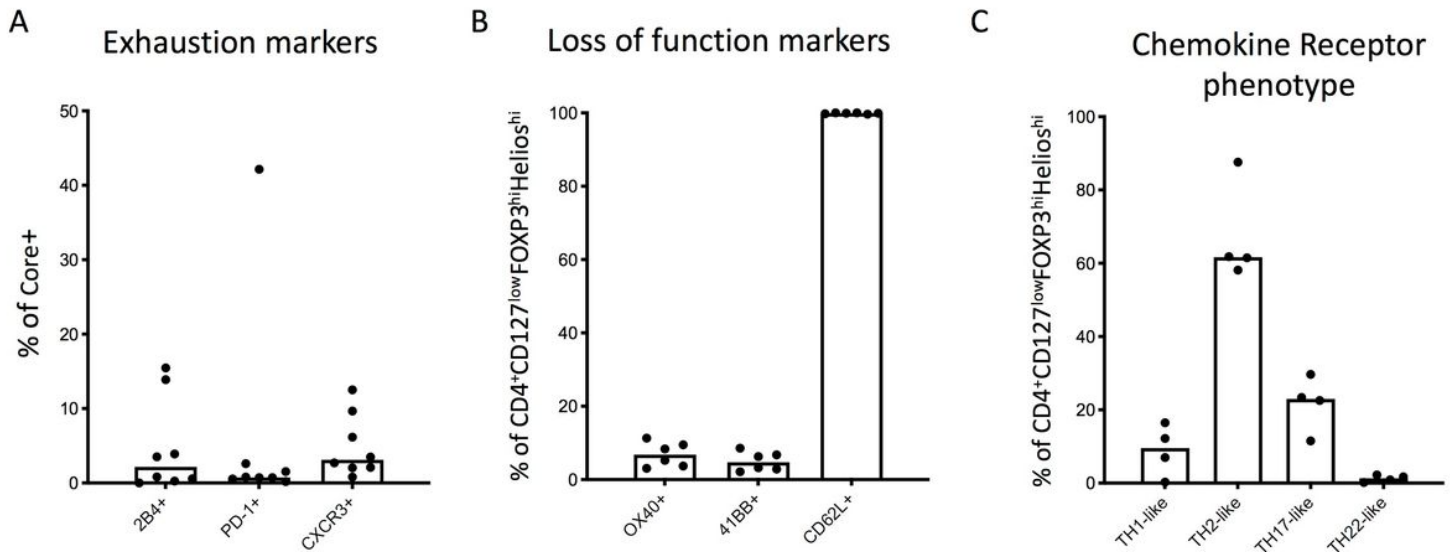 A
Exhaustion markers
% of Core+
50
40
30
20
10
0
2B4+
PD-1+
CXCR3+
B
Loss of function markers
% of CD4⁺CD127ˡᵒʷFOXP3ʰⁱHeliosʰⁱ
100
80
60
40
20
0
OX40+
41BB+
CD62L+
C
Chemokine Receptor
phenotype
% of CD4⁺CD127ˡᵒʷFOXP3ʰⁱHeliosʰⁱ
100
80
60
40
20
0
TH1-like
TH2-like
TH17-like
TH22-like